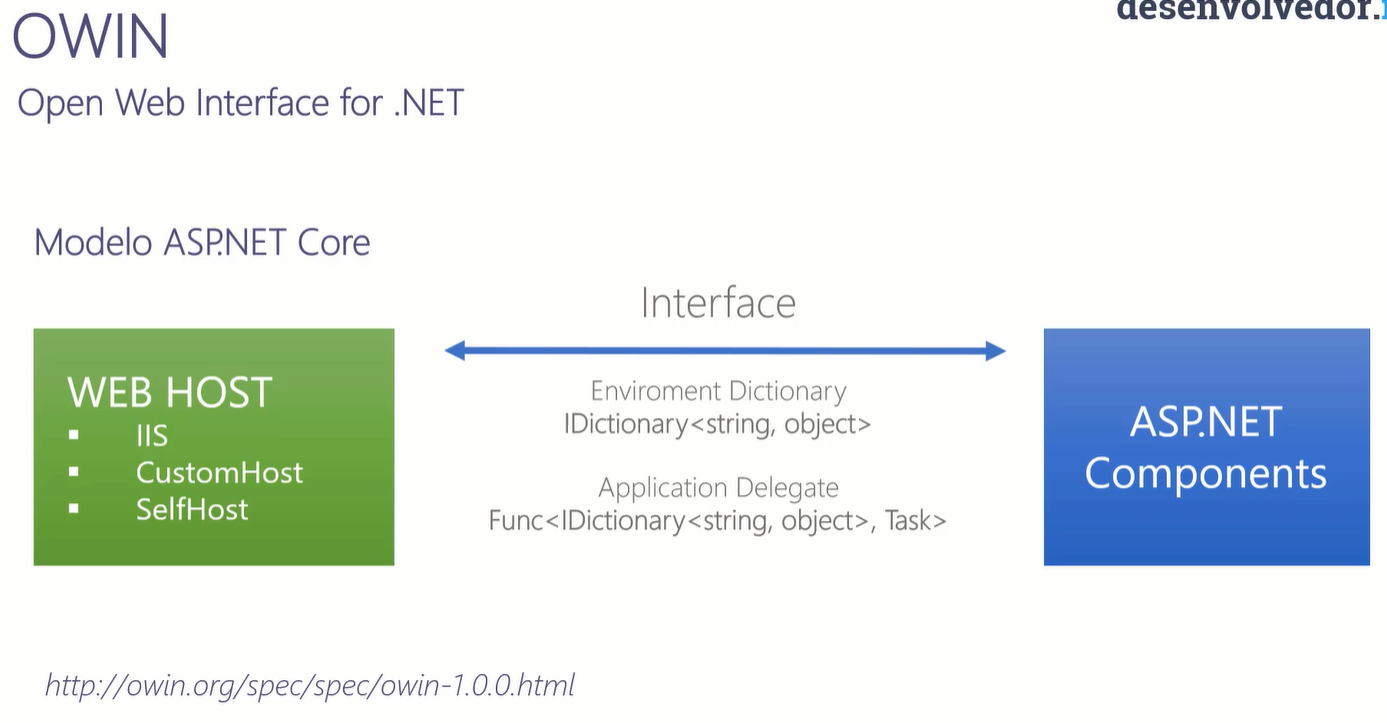 desenvolvedor.
OWIN
Open Web Interface for .NET
Modelo ASP.NET Core
Interface
WEB HOST
▪ IIS
▪ CustomHost
▪ SelfHost
Enviroment Dictionary
IDictionary<string, object>
Application Delegate
Func<IDictionary<string, object>, Task>
ASP.NET
Components
http://owin.org/spec/spec/owin-1.0.0.html